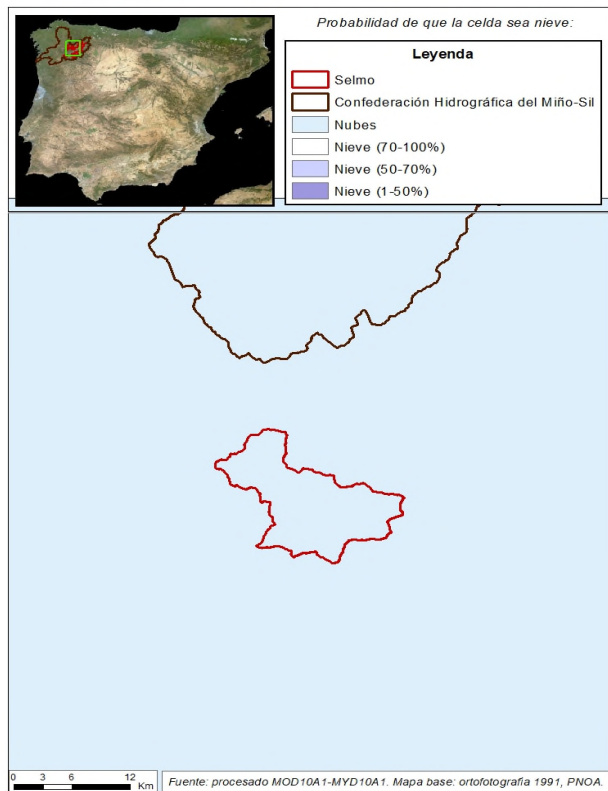 Probabilidad de que la celda sea nieve:
Leyenda
Selmo
Confederación Hidrográfica del Miño-Sil
Nubes
Nieve (70-100%)
Nieve (50-70%)
Nieve (1-50%)
0 3 6 12
Km
Fuente: procesado MOD10A1-MYD10A1. Mapa base: ortofotografía 1991, PNOA.